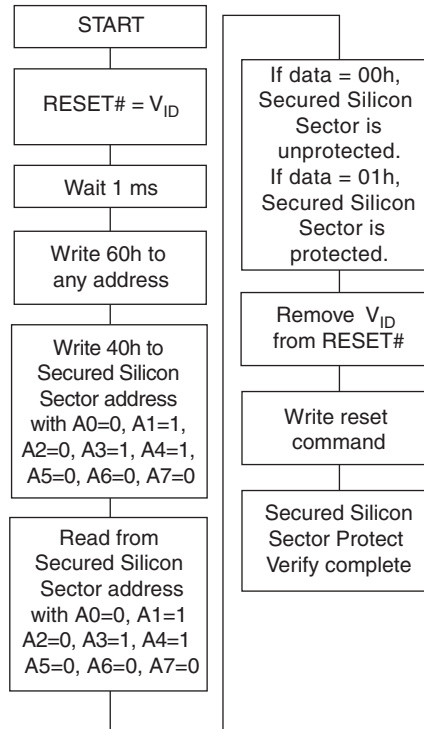 START
RESET# = VID
Wait 1 ms
Write 60h to
any address
Write 40h to
Secured Silicon
Sector address
with A0=0, A1=1,
A2=0, A3=1, A4=1,
A5=0, A6=0, A7=0
Read from
Secured Silicon
Sector address
with A0=0, A1=1
A2=0, A3=1, A4=1
A5=0, A6=0, A7=0
If data = 00h,
Secured Silicon
Sector is
unprotected.
If data = 01h,
Secured Silicon
Sector is
protected.
Remove VID
from RESET#
Write reset
command
Secured Silicon
Sector Protect
Verify complete